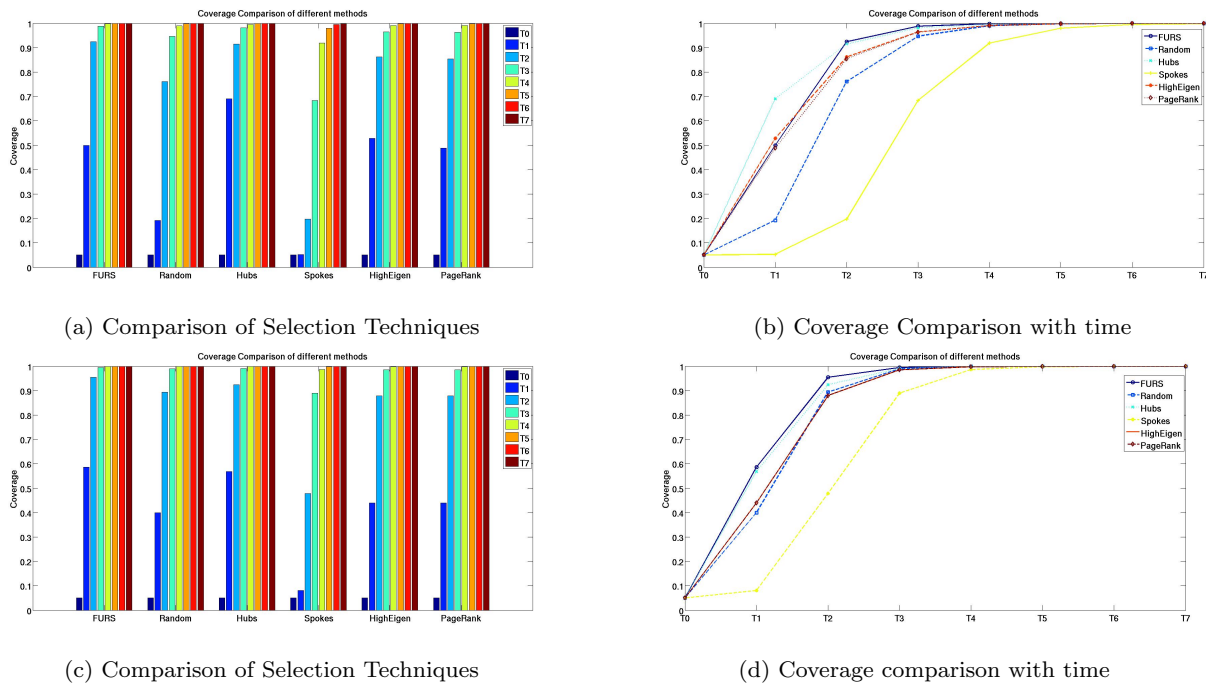 Coverage Comparison of different methods
Coverage
1
0.9
0.8
0.7
0.6
0.5
0.4
0.3
0.2
0.1
0
FURS Random Hubs Spokes HighEigen PageRank
T0
T1
T2
T3
T4
T5
T6
T7
(a) Comparison of Selection Techniques
Coverage Comparison of different methods
Coverage
1
0.9
0.8
0.7
0.6
0.5
0.4
0.3
0.2
0.1
0
T0 T1 T2 T3 T4 T5 T6 T7
FURS
Random
Hubs
Spokes
HighEigen
PageRank
(b) Coverage Comparison with time
Coverage Comparison of different methods
Coverage
1
0.9
0.8
0.7
0.6
0.5
0.4
0.3
0.2
0.1
0
FURS Random Hubs Spokes HighEigen PageRank
T0
T1
T2
T3
T4
T5
T6
T7
(c) Comparison of Selection Techniques
Coverage Comparison of different methods
Coverage
1
0.9
0.8
0.7
0.6
0.5
0.4
0.3
0.2
0.1
0
T0 T1 T2 T3 T4 T5 T6 T7
FURS
Random
Hubs
Spokes
HighEigen
PageRank
(d) Coverage comparison with time